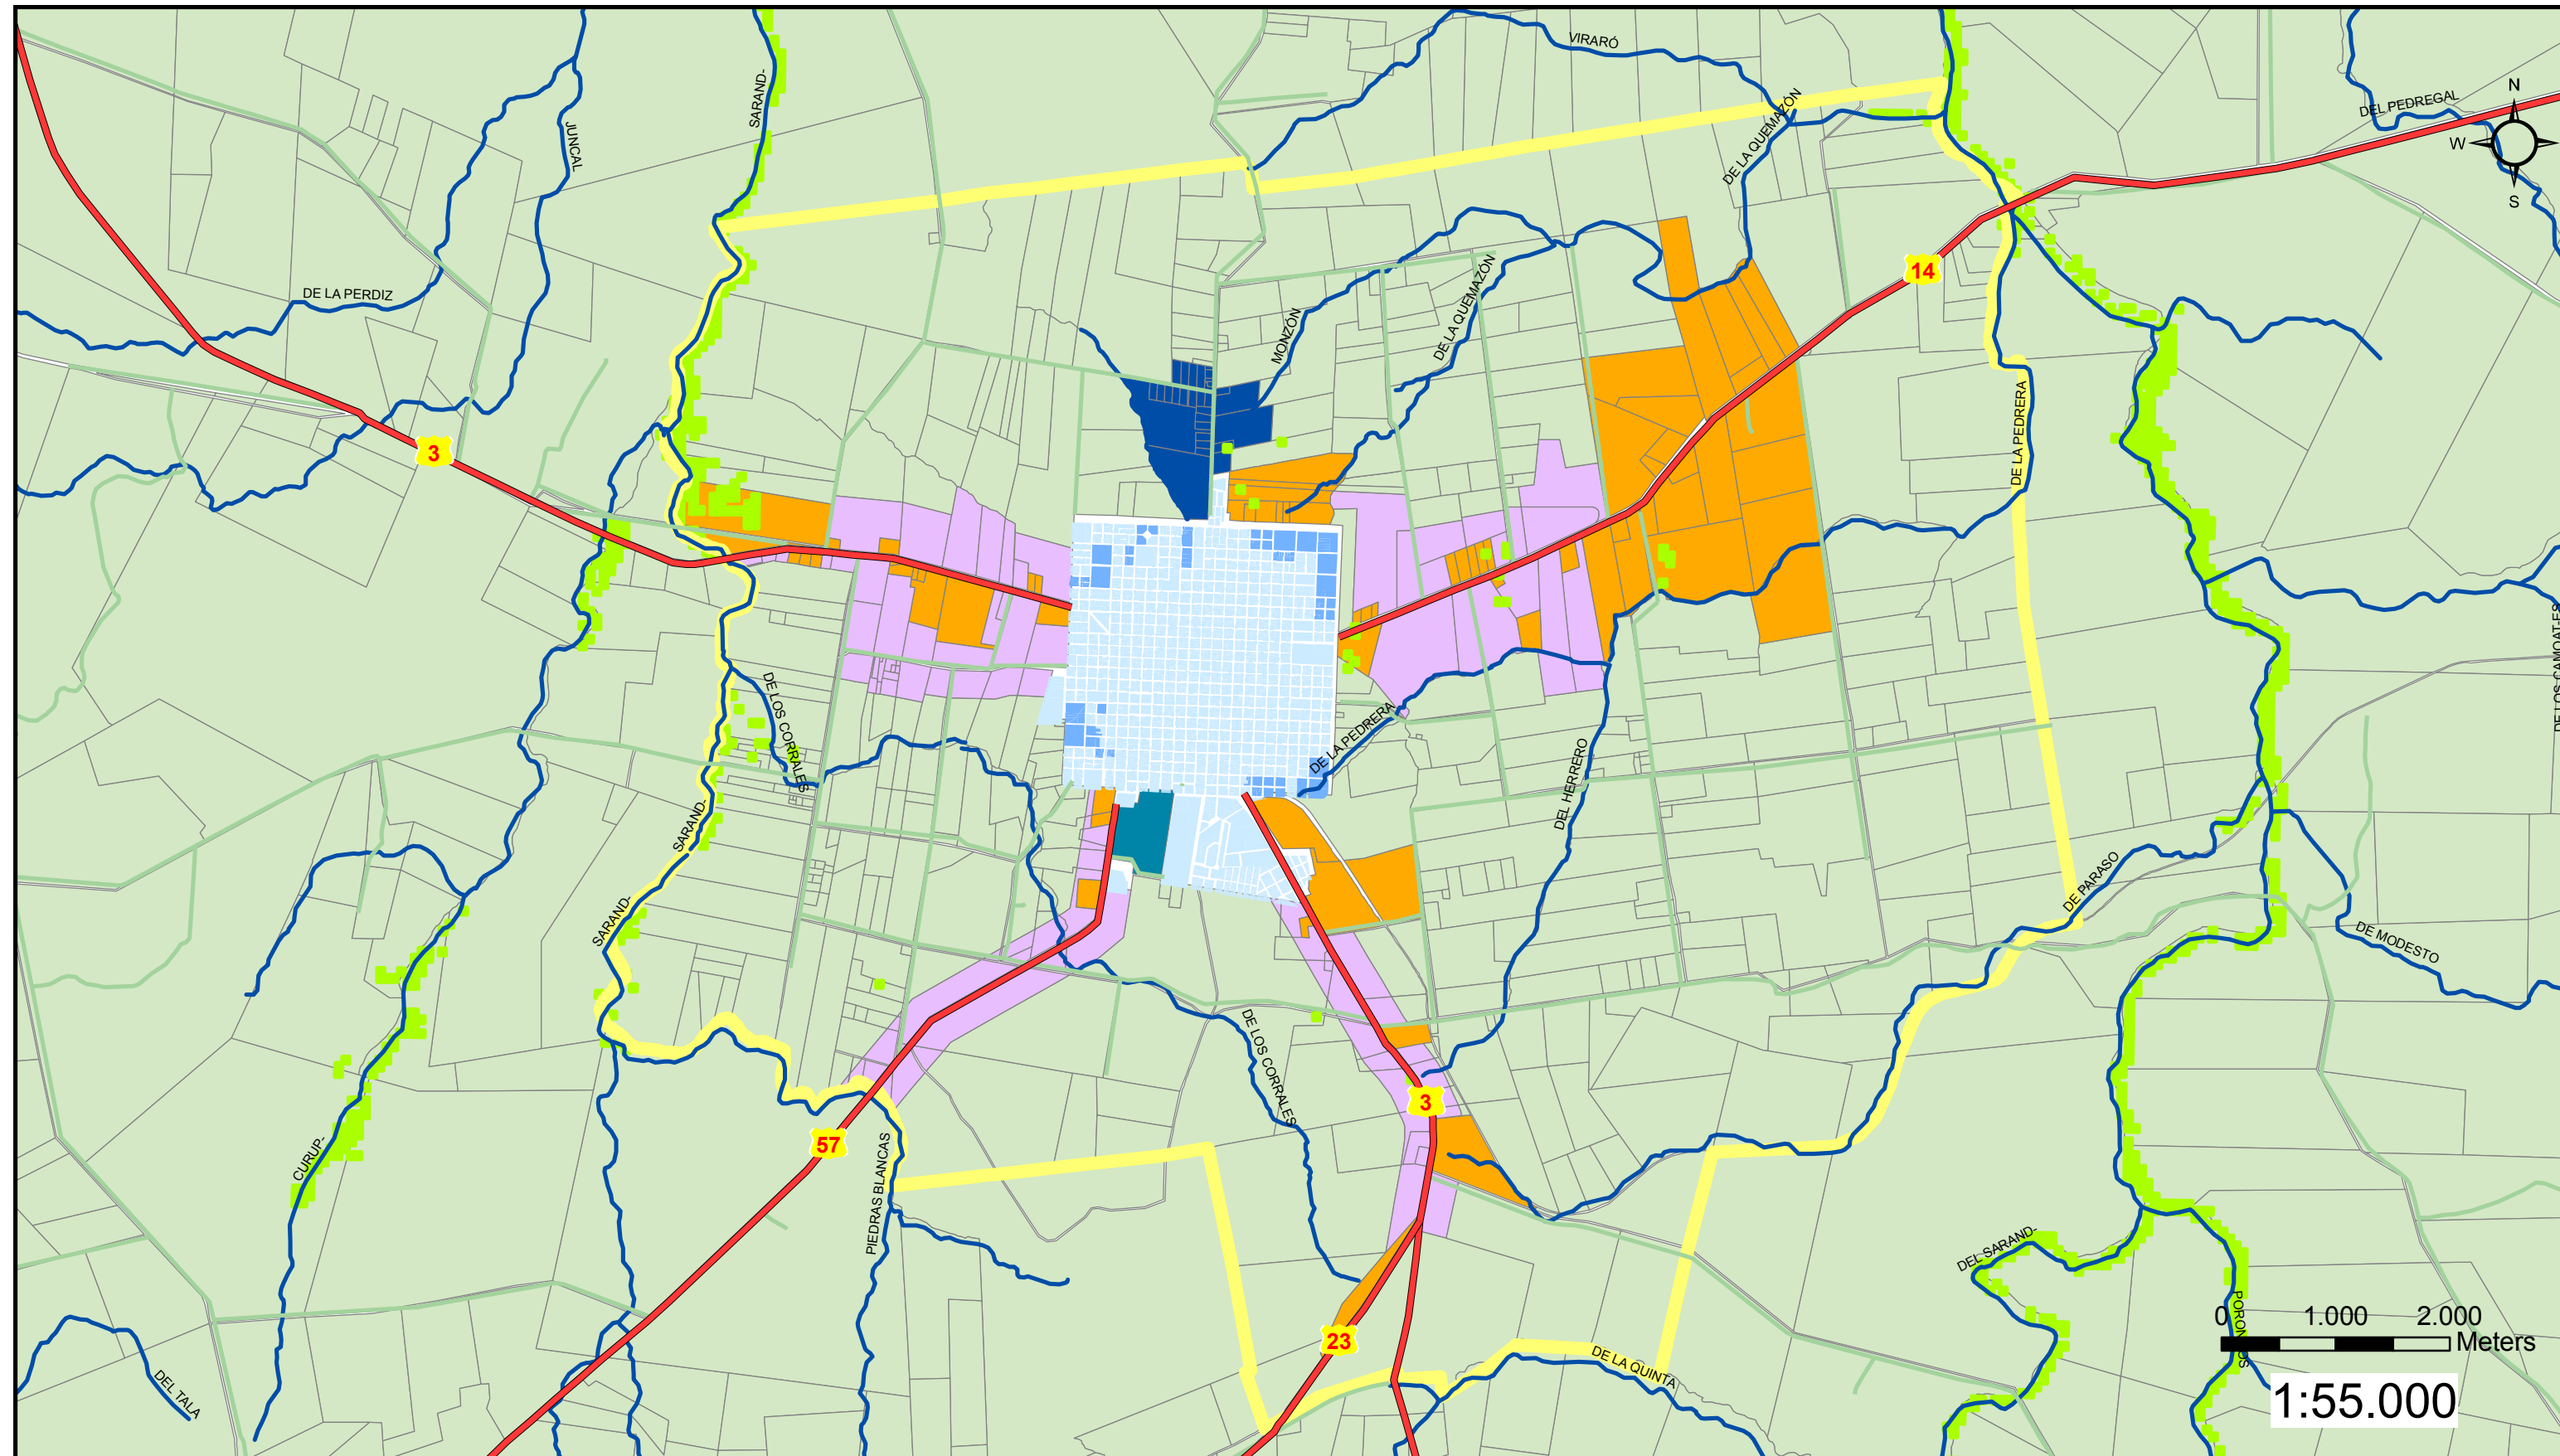 VIRARÓ
SARAND-
JUNCAL
DE LA QUEMAZÓN
DEL PEDREGAL
N
W
S
14
DE LA PERDIZ
MONZÓN
DE LA QUEMAZÓN
3
DE LA PEDRERA
DE LOS CORRALES
DE LA PEDRERA
DEL HERRERO
SARAND-
SARAND-
DE PARASO
DE MODESTO
DE LOS CORRALES
3
57
CURUP-
PIEDRAS BLANCAS
DEL SARAND-
23
DE LA QUINTA
DEL TALA
0 1.000 2.000
Meters
1:55.000